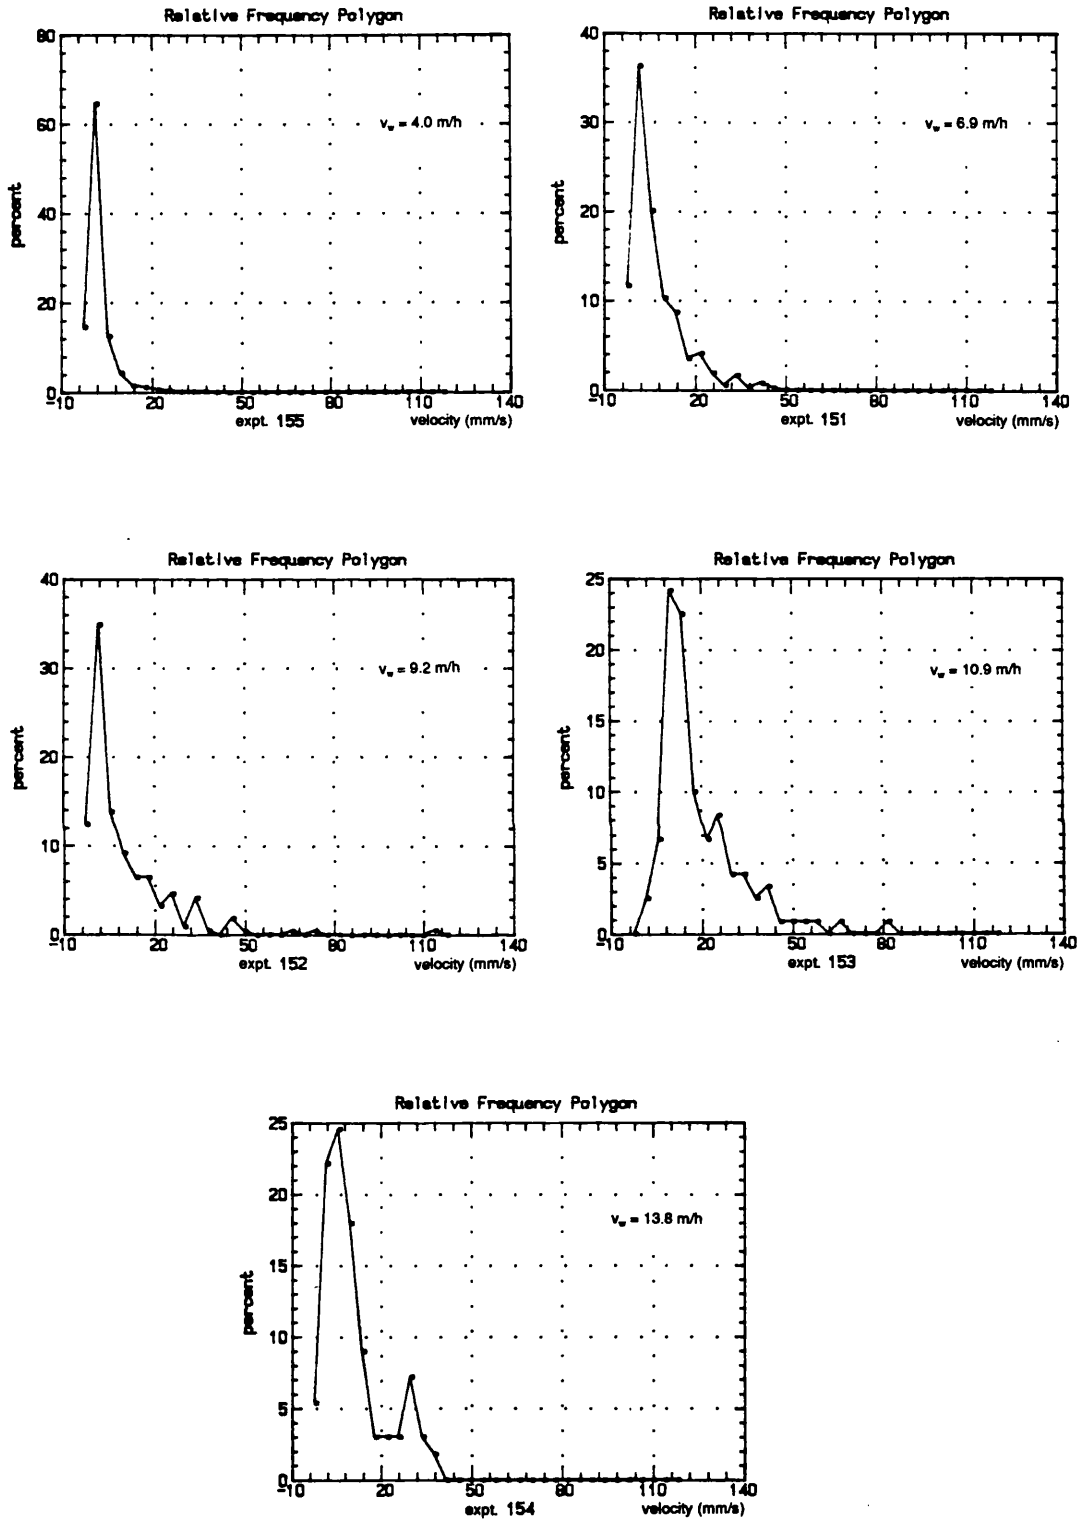 Relative Frequency Polygon
80
60
40
20
0
percent
v_w = 4.0 m/h
-10 20 50 80 110 140
expt. 155 velocity (mm/s)
Relative Frequency Polygon
40
30
20
10
0
percent
v_w = 6.9 m/h
-10 20 50 80 110 140
expt. 151 velocity (mm/s)
Relative Frequency Polygon
40
30
20
10
0
percent
v_w = 9.2 m/h
-10 20 50 80 110 140
expt. 152 velocity (mm/s)
Relative Frequency Polygon
25
20
15
10
5
0
percent
v_w = 10.9 m/h
-10 20 50 80 110 140
expt. 153 velocity (mm/s)
Relative Frequency Polygon
25
20
15
10
5
0
percent
v_w = 13.8 m/h
-10 20 50 80 110 140
expt. 154 velocity (mm/s)